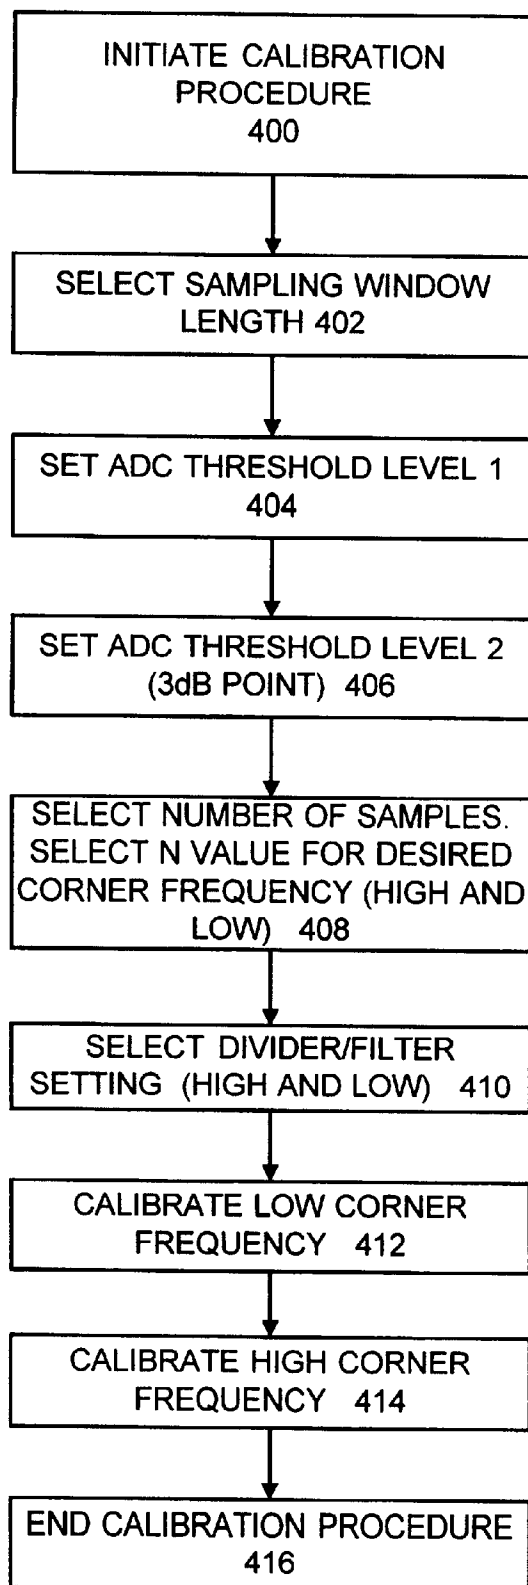 INITIATE CALIBRATION
PROCEDURE
400
SELECT SAMPLING WINDOW
LENGTH 402
SET ADC THRESHOLD LEVEL 1
404
SET ADC THRESHOLD LEVEL 2
(3dB POINT) 406
SELECT NUMBER OF SAMPLES.
SELECT N VALUE FOR DESIRED
CORNER FREQUENCY (HIGH AND
LOW) 408
SELECT DIVIDER/FILTER
SETTING (HIGH AND LOW) 410
CALIBRATE LOW CORNER
FREQUENCY 412
CALIBRATE HIGH CORNER
FREQUENCY 414
END CALIBRATION PROCEDURE
416